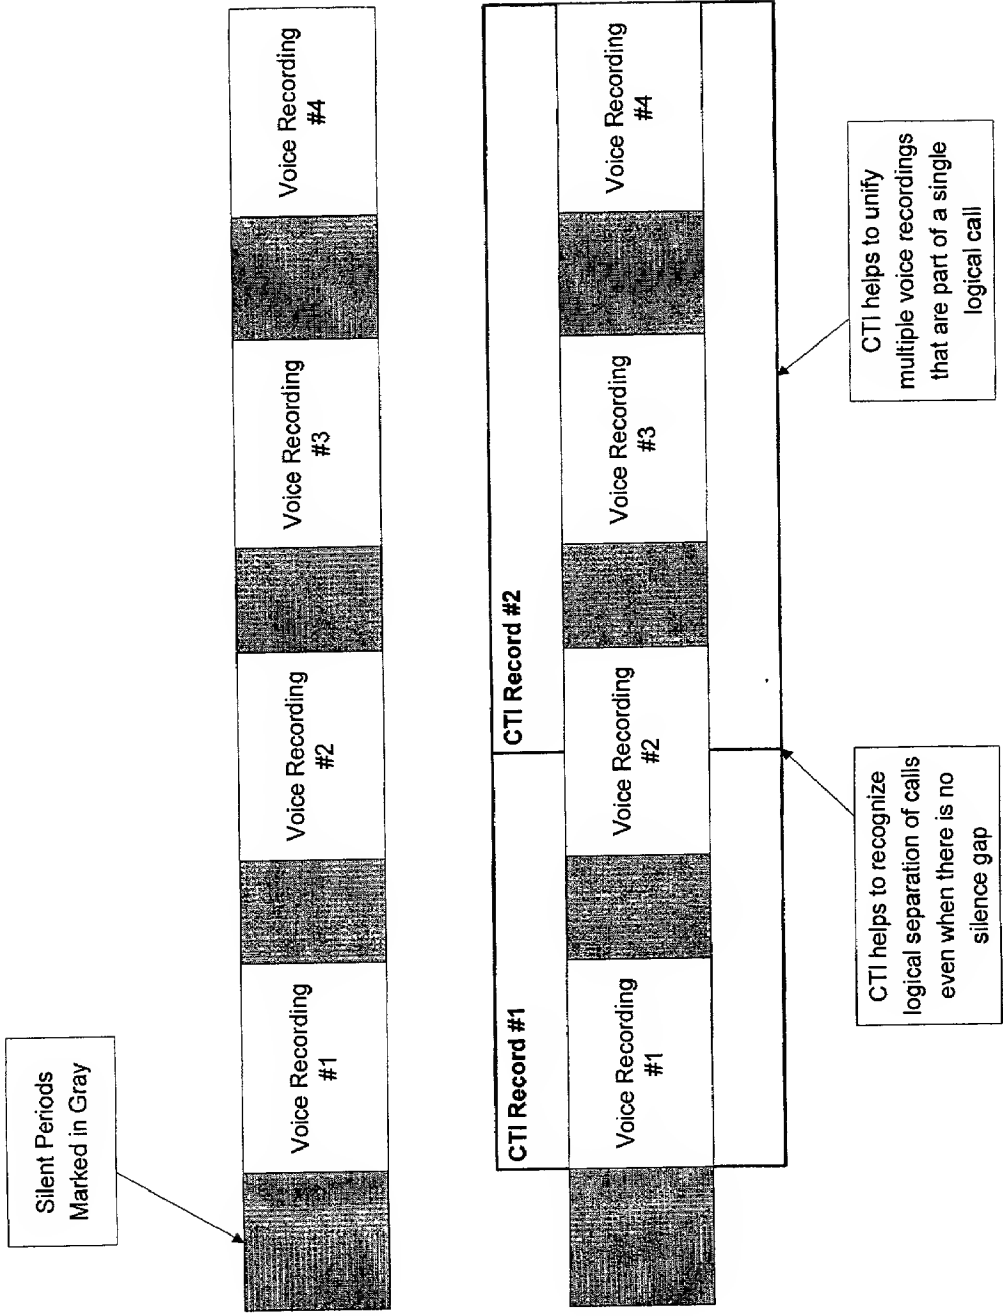 Silent Periods
Marked in Gray
Voice Recording
#1
Voice Recording
#2
Voice Recording
#3
Voice Recording
#4
CTI Record #1
CTI Record #2
Voice Recording
#1
Voice Recording
#2
Voice Recording
#3
Voice Recording
#4
CTI helps to recognize
logical separation of calls
even when there is no
silence gap
CTI helps to unify
multiple voice recordings
that are part of a single
logical call